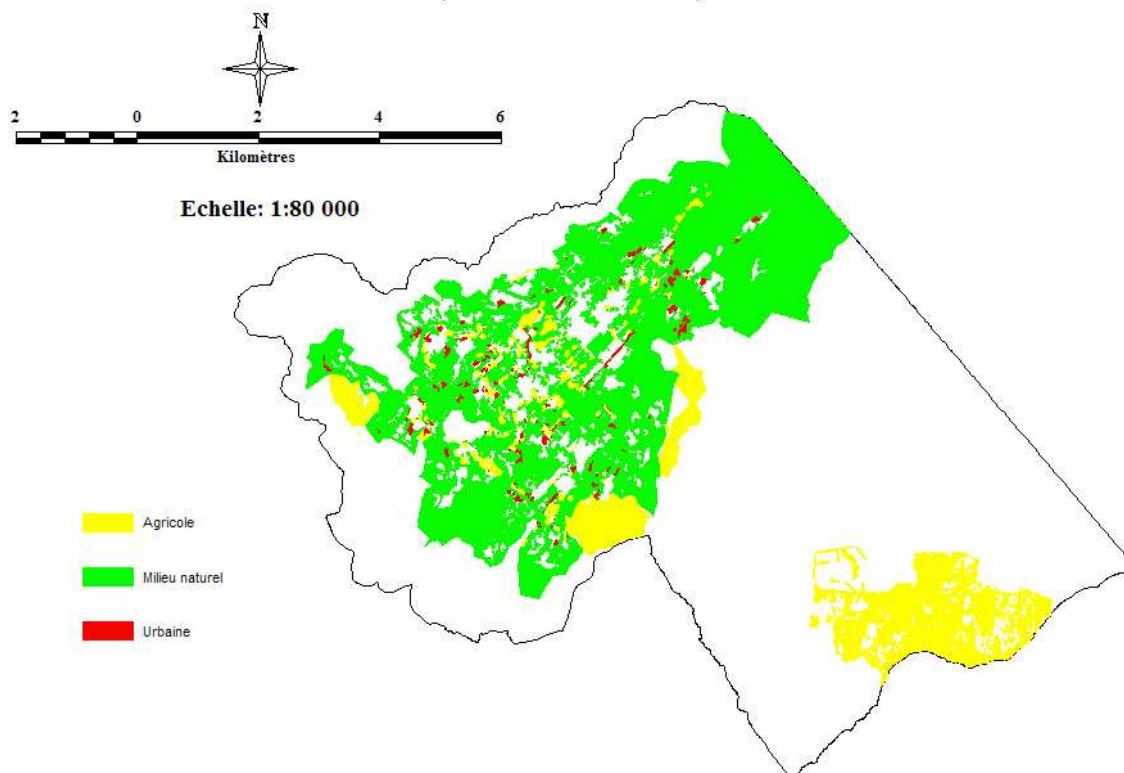 N
2 0 2 4 6
Kilomètres
Echelle: 1:80 000
Agricole
Milieu naturel
Urbaine